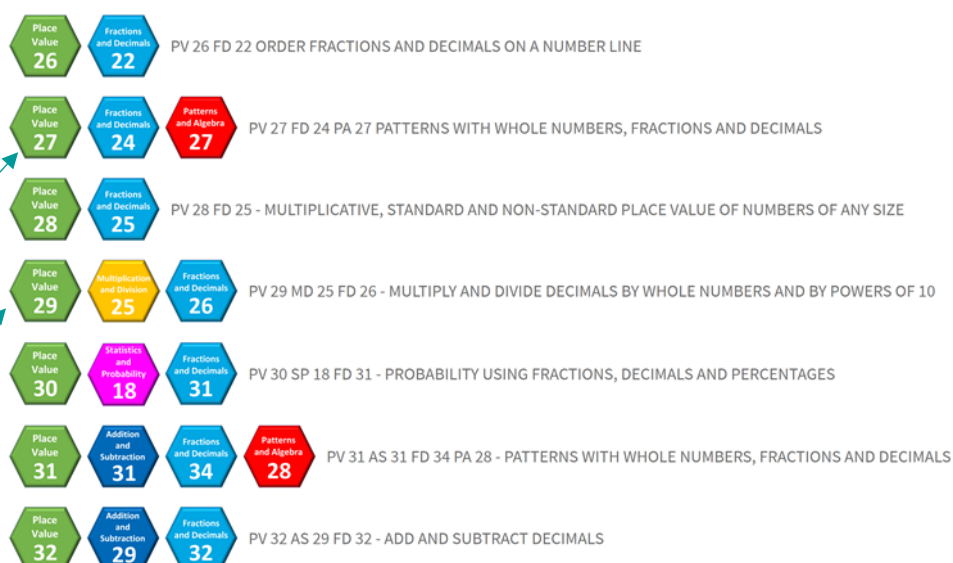 Place
Value
26
Fractions
and Decimals
22
PV 26 FD 22 ORDER FRACTIONS AND DECIMALS ON A NUMBER LINE
Place
Value
27
Fractions
and Decimals
24
Patterns
and Algebra
27
PV 27 FD 24 PA 27 PATTERNS WITH WHOLE NUMBERS, FRACTIONS AND DECIMALS
Place
Value
28
Fractions
and Decimals
25
PV 28 FD 25 - MULTIPLICATIVE, STANDARD AND NON-STANDARD PLACE VALUE OF NUMBERS OF ANY SIZE
Place
Value
29
Multiplication
and Division
25
Fractions
and Decimals
26
PV 29 MD 25 FD 26 - MULTIPLY AND DIVIDE DECIMALS BY WHOLE NUMBERS AND BY POWERS OF 10
Place
Value
30
Statistics
and
Probability
18
Fractions
and Decimals
31
PV 30 SP 18 FD 31 - PROBABILITY USING FRACTIONS, DECIMALS AND PERCENTAGES
Place
Value
31
Addition
and
Subtraction
31
Fractions
and Decimals
34
Patterns
and Algebra
28
PV 31 AS 31 FD 34 PA 28 - PATTERNS WITH WHOLE NUMBERS, FRACTIONS AND DECIMALS
Place
Value
32
Addition
and
Subtraction
29
Fractions
and Decimals
32
PV 32 AS 29 FD 32 - ADD AND SUBTRACT DECIMALS